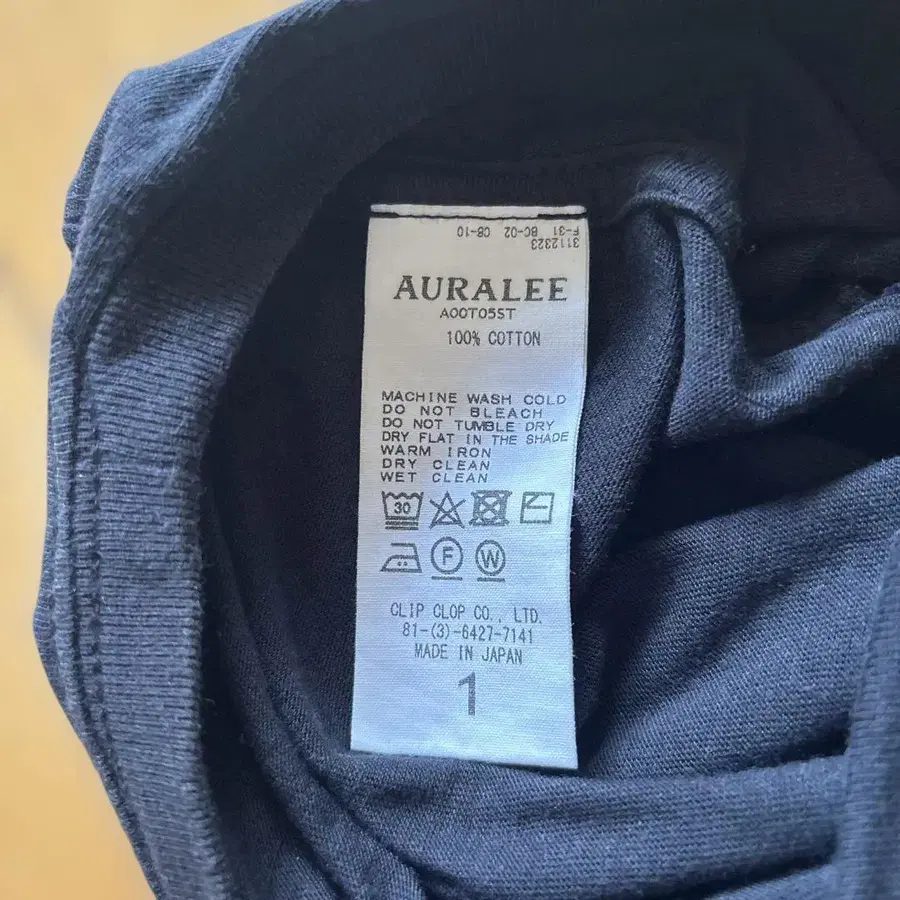 3112323
F-31 BC-02 CB-10
AURALEE
A00T05ST
100% COTTON
MACHINE WASH COLD
DO NOT BLEACH
DO NOT TUMBLE DRY
DRY FLAT IN THE SHADE
WARM IRON
DRY CLEAN
WET CLEAN
30
F W
CLIP CLOP CO., LTD.
81-(3)-6427-7141
MADE IN JAPAN
1